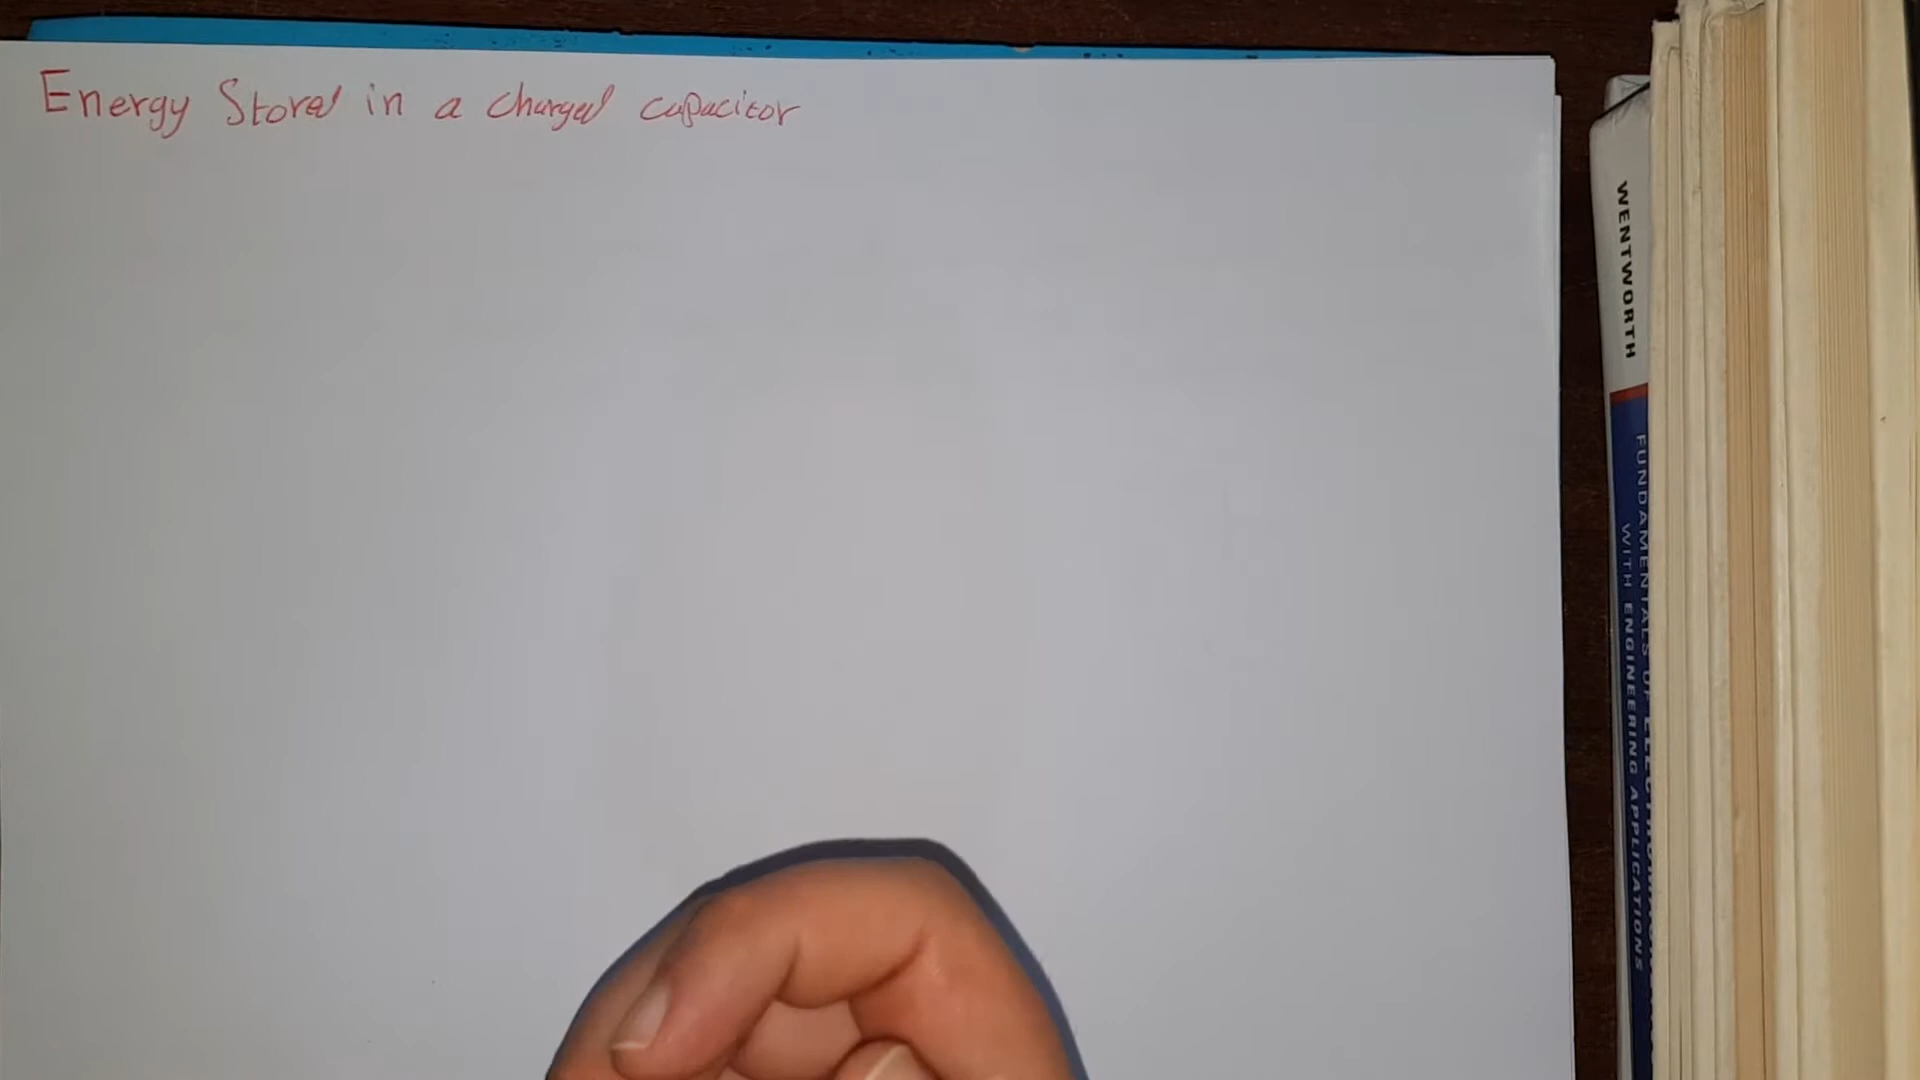 Energy Stored in a charged capacitor
WENTWORTH
FUNDAMENTALS OF
WITH ENGINEERING APPLICATIONS